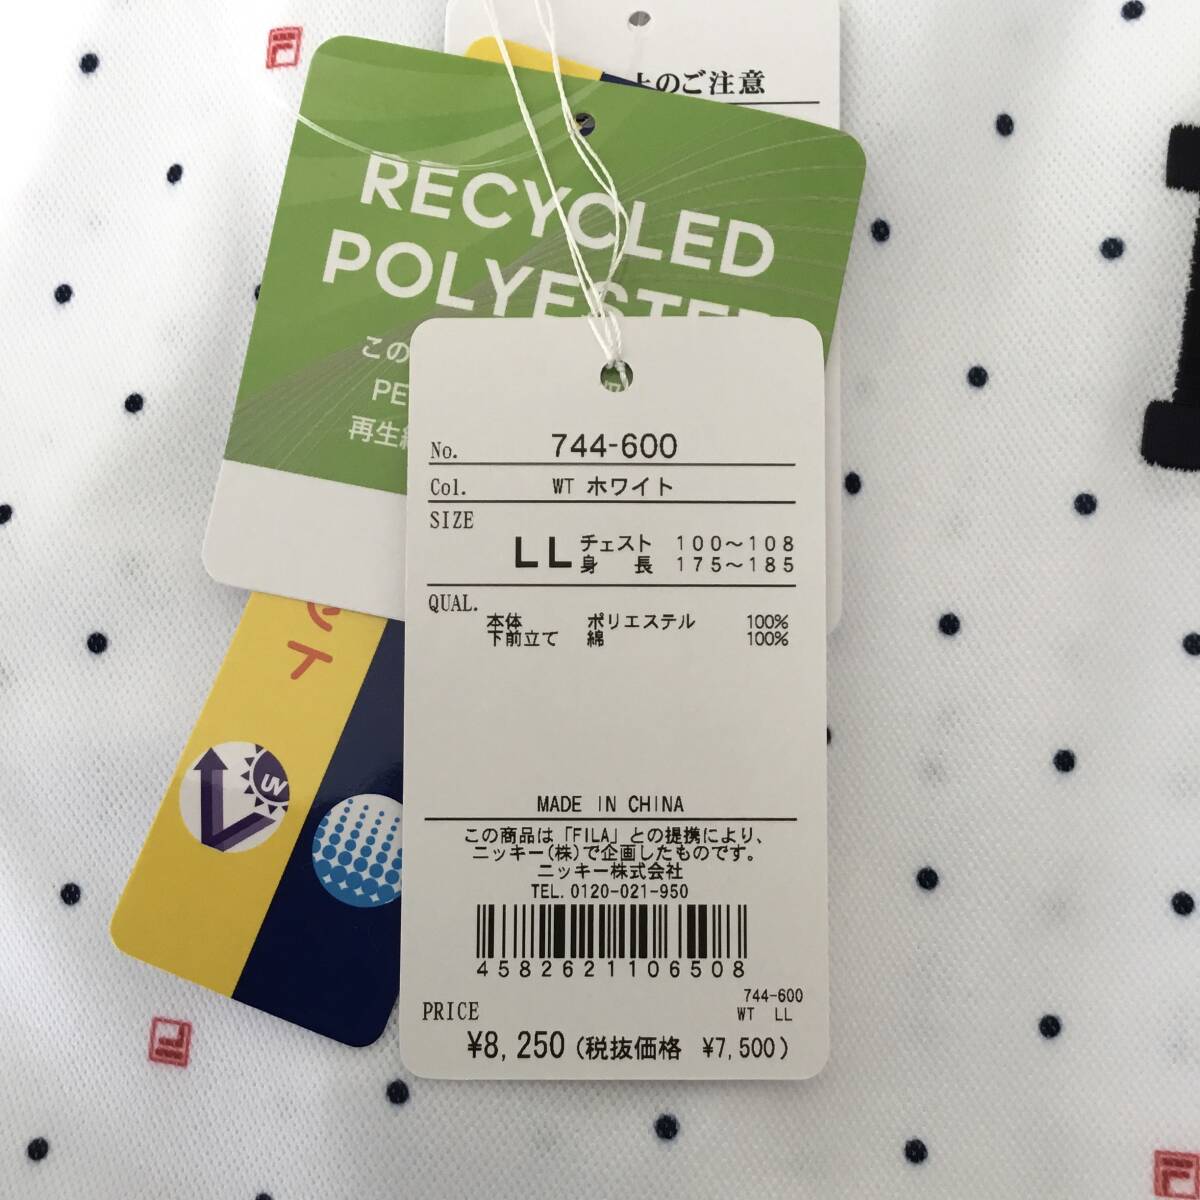 上のご注意
RECYCLED
POLYESTER
この
PE
再生
No. 744-600
Col. WT ホワイト
SIZE
LL チェスト 100～108
身長 175～185
QUAL.
本体 ポリエステル 100%
下前立て 綿 100%
UV
MADE IN CHINA
この商品は「FILA」との提携により、
ニッキー(株)で企画したものです。
ニッキー株式会社
TEL. 0120-021-950
4582621106508
744-600
PRICE WT LL
¥8,250 (税抜価格 ¥7,500)